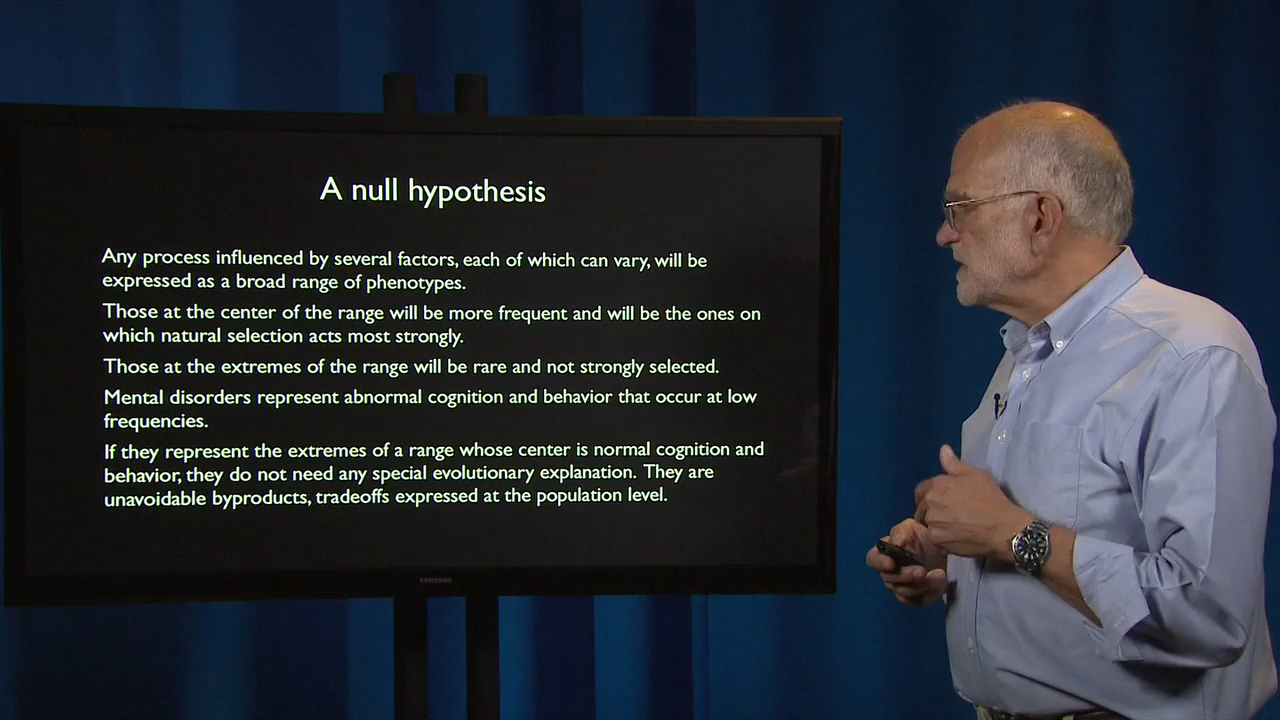 A null hypothesis
Any process influenced by several factors, each of which can vary, will be
expressed as a broad range of phenotypes.
Those at the center of the range will be more frequent and will be the ones on
which natural selection acts most strongly.
Those at the extremes of the range will be rare and not strongly selected.
Mental disorders represent abnormal cognition and behavior that occur at low
frequencies.
If they represent the extremes of a range whose center is normal cognition and
behavior, they do not need any special evolutionary explanation. They are
unavoidable byproducts, tradeoffs expressed at the population level.
SAMSUNG